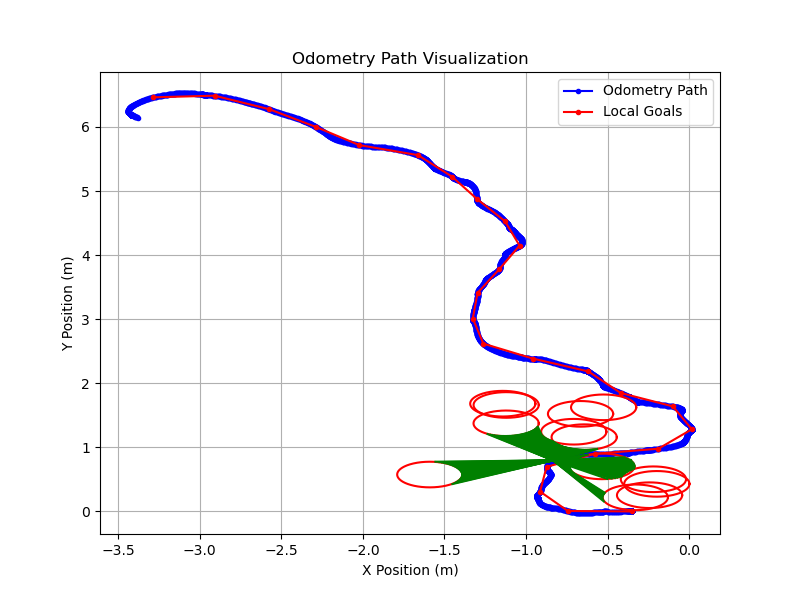 Odometry Path Visualization
Odometry Path
Local Goals
Y Position (m)
6
5
4
3
2
1
0
−3.5 −3.0 −2.5 −2.0 −1.5 −1.0 −0.5 0.0
X Position (m)